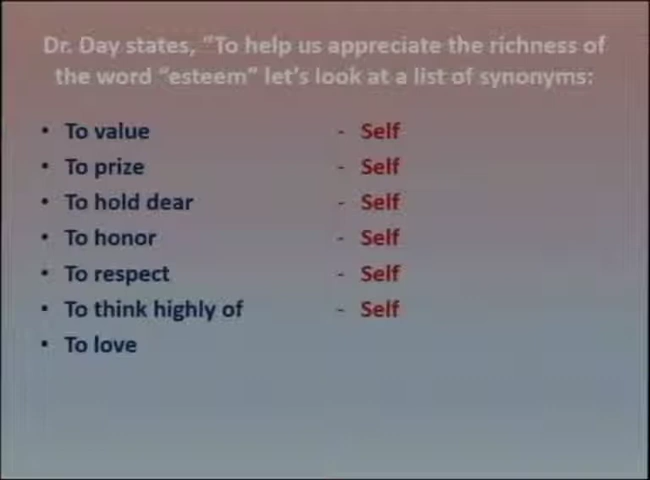 Dr. Day states, "To help us appreciate the richness of
the word "esteem" let's look at a list of synonyms:
• To value - Self
• To prize - Self
• To hold dear - Self
• To honor - Self
• To respect - Self
• To think highly of - Self
• To love